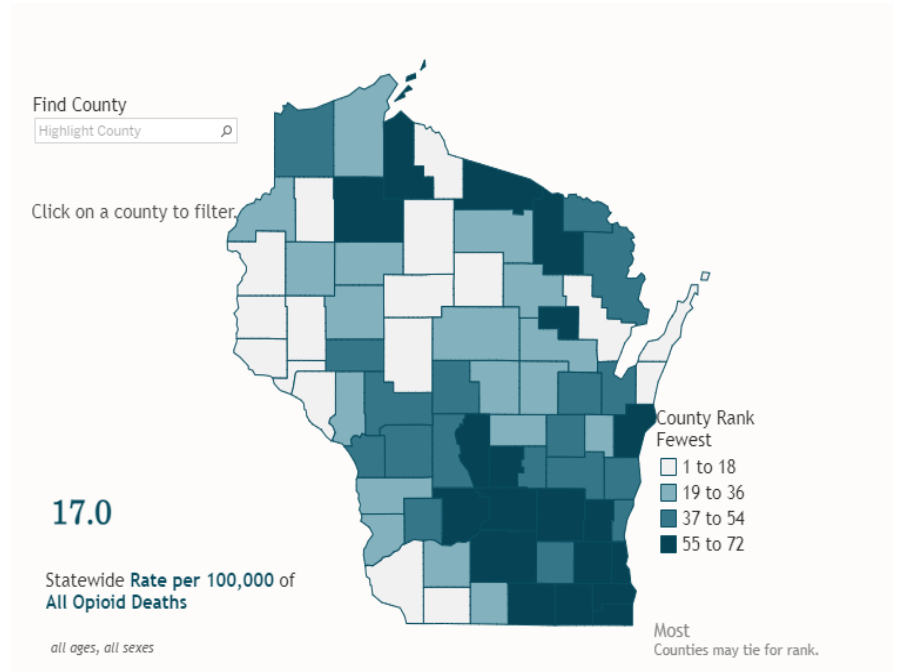 Find County
Highlight County
Click on a county to filter.
County Rank
Fewest
1 to 18
19 to 36
37 to 54
55 to 72
Most
Counties may tie for rank.
17.0
Statewide Rate per 100,000 of
All Opioid Deaths
all ages, all sexes